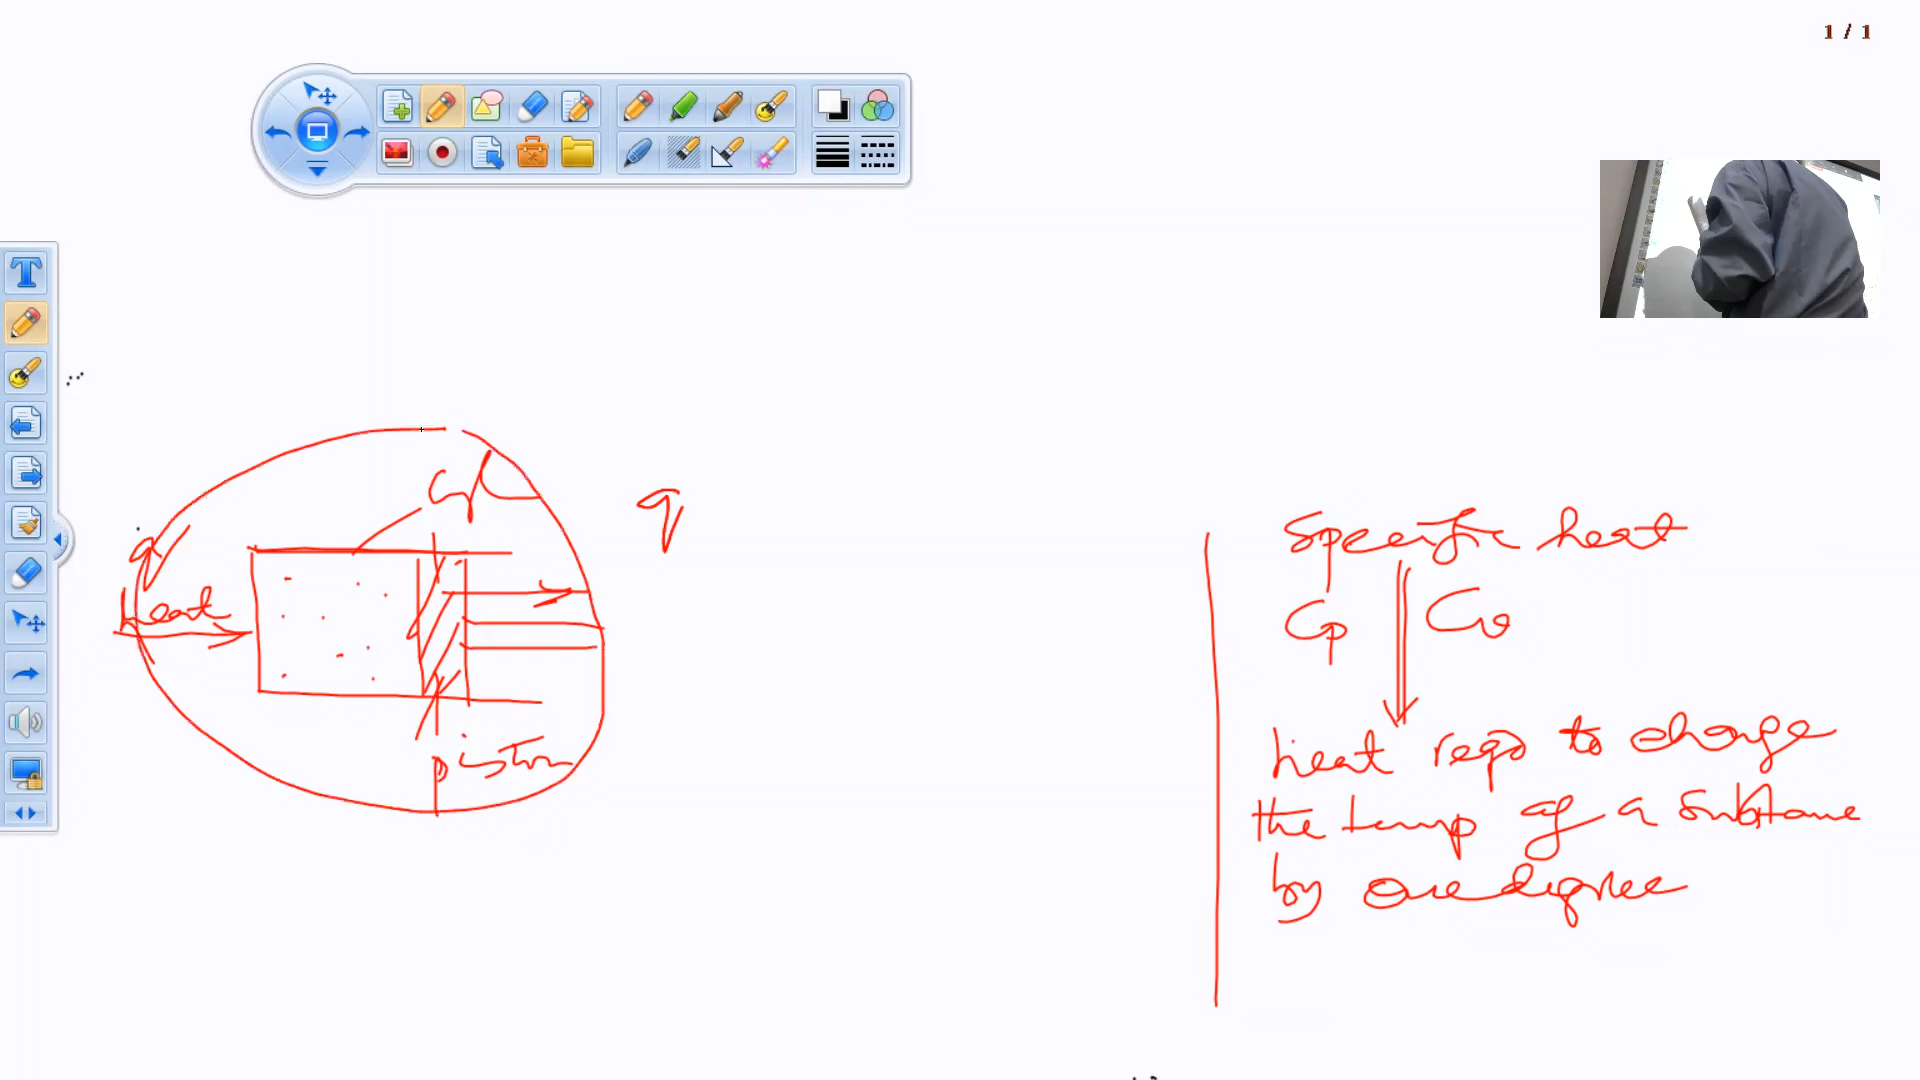 1 / 1
T
Cyl
q
q
heat
piston
Specific heat
Cp Cv
heat reqd to change
the temp of a substance
by one degree